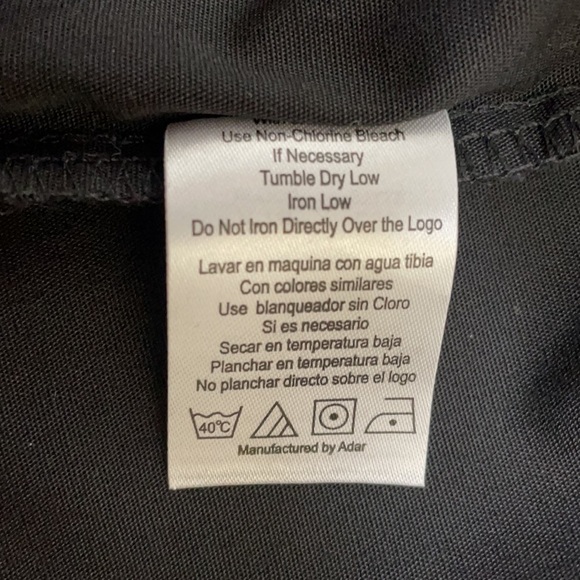 Use Non-Chlorine Bleach
If Necessary
Tumble Dry Low
Iron Low
Do Not Iron Directly Over the Logo
Lavar en maquina con agua tibia
Con colores similares
Use blanqueador sin Cloro
Si es necesario
Secar en temperatura baja
Planchar en temperatura baja
No planchar directo sobre el logo
40°C
Manufactured by Adar